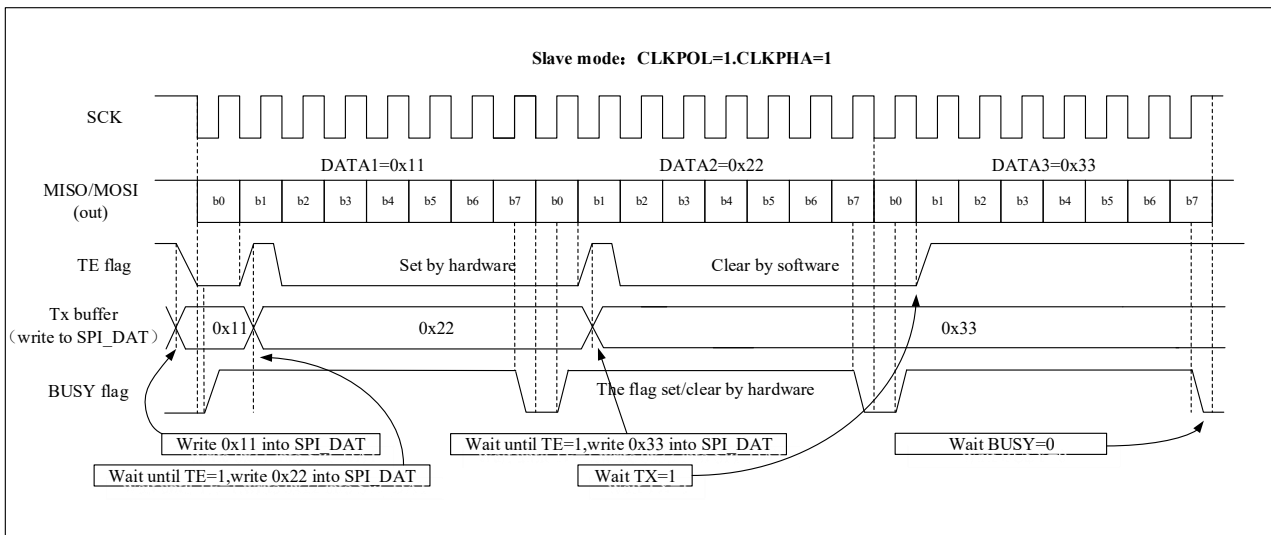 Slave mode：CLKPOL=1.CLKPHA=1
SCK
DATA1=0x11 DATA2=0x22 DATA3=0x33
MISO/MOSI
(out)
b0 b1 b2 b3 b4 b5 b6 b7 b0 b1 b2 b3 b4 b5 b6 b7 b0 b1 b2 b3 b4 b5 b6 b7
TE flag Set by hardware Clear by software
Tx buffer
（write to SPI_DAT） 0x11 0x22 0x33
BUSY flag The flag set/clear by hardware
Write 0x11 into SPI_DAT Wait until TE=1,write 0x33 into SPI_DAT Wait BUSY=0
Wait until TE=1,write 0x22 into SPI_DAT Wait TX=1